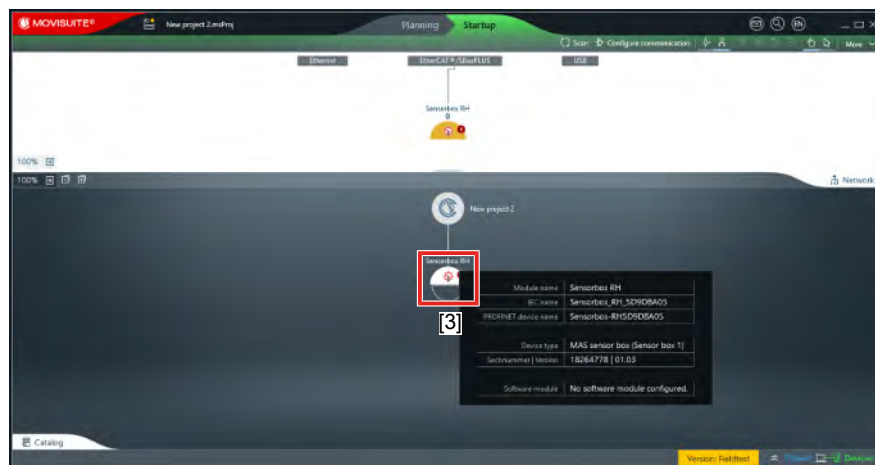 MOVISUITE®
New project 2.msProj
Planning
Startup
EN
Scan
Configure communication
More
Ethernet
EtherCAT®/SBusPLUS
USB
Sensorbox RH
0
100%
100%
Network
New project 2
Sensorbox RH
[3]
Module name Sensorbox RH
IEC name Sensorbox_RH_5D9D8A05
PROFINET device name Sensorbox-RH5D9D8A05
Device type MAS sensor box (Sensor box 1)
Sachnummer | Version 18264778 | 01.03
Software module No software module configured.
Catalog
Version: Fieldtest
Devices